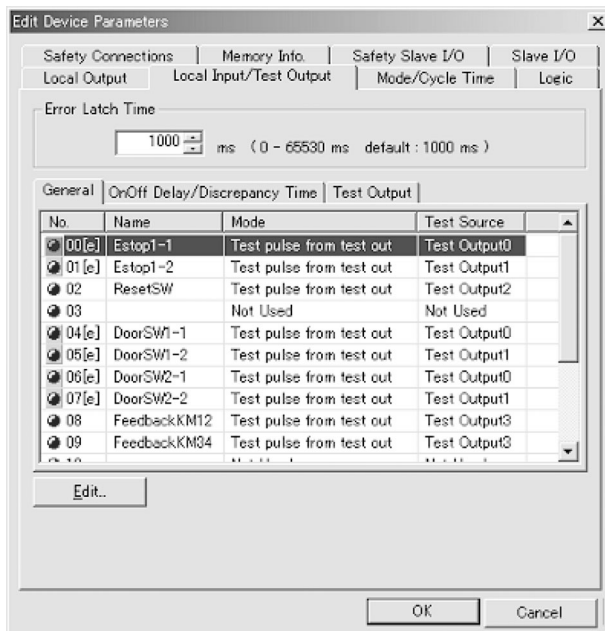 Edit Device Parameters
Safety Connections Memory Info. Safety Slave I/O Slave I/O
Local Output Local Input/Test Output Mode/Cycle Time Logic
Error Latch Time
1000 ms ( 0 - 65530 ms default : 1000 ms )
General OnOff Delay/Discrepancy Time Test Output
No. Name Mode Test Source
00[e] Estop1-1 Test pulse from test out Test Output0
01[e] Estop1-2 Test pulse from test out Test Output1
02 ResetSW Test pulse from test out Test Output2
03 Not Used Not Used
04[e] DoorSW1-1 Test pulse from test out Test Output0
05[e] DoorSW1-2 Test pulse from test out Test Output1
06[e] DoorSW2-1 Test pulse from test out Test Output0
07[e] DoorSW2-2 Test pulse from test out Test Output1
08 FeedbackKM12 Test pulse from test out Test Output3
09 FeedbackKM34 Test pulse from test out Test Output3
Edit..
OK Cancel